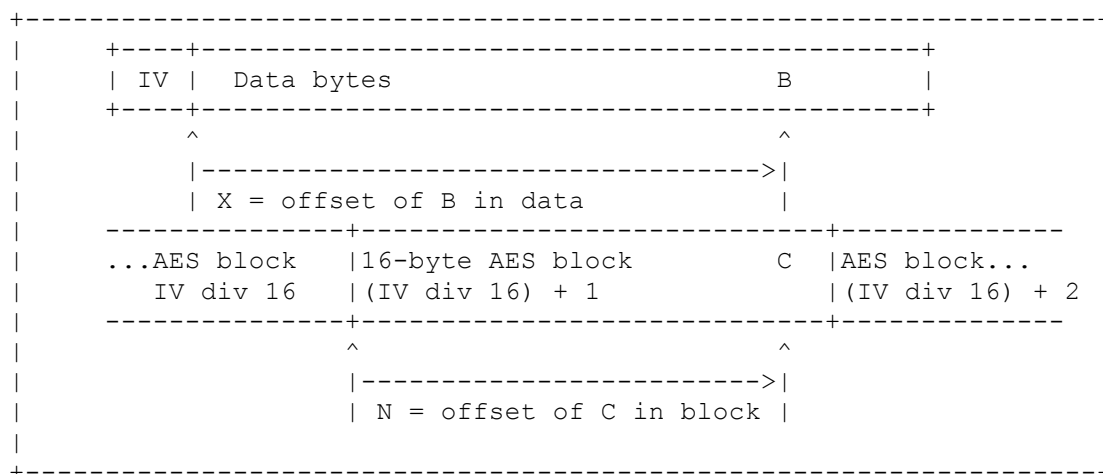 IV Data bytes B
X = offset of B in data
...AES block 16-byte AES block C AES block...
IV div 16 (IV div 16) + 1 (IV div 16) + 2
N = offset of C in block